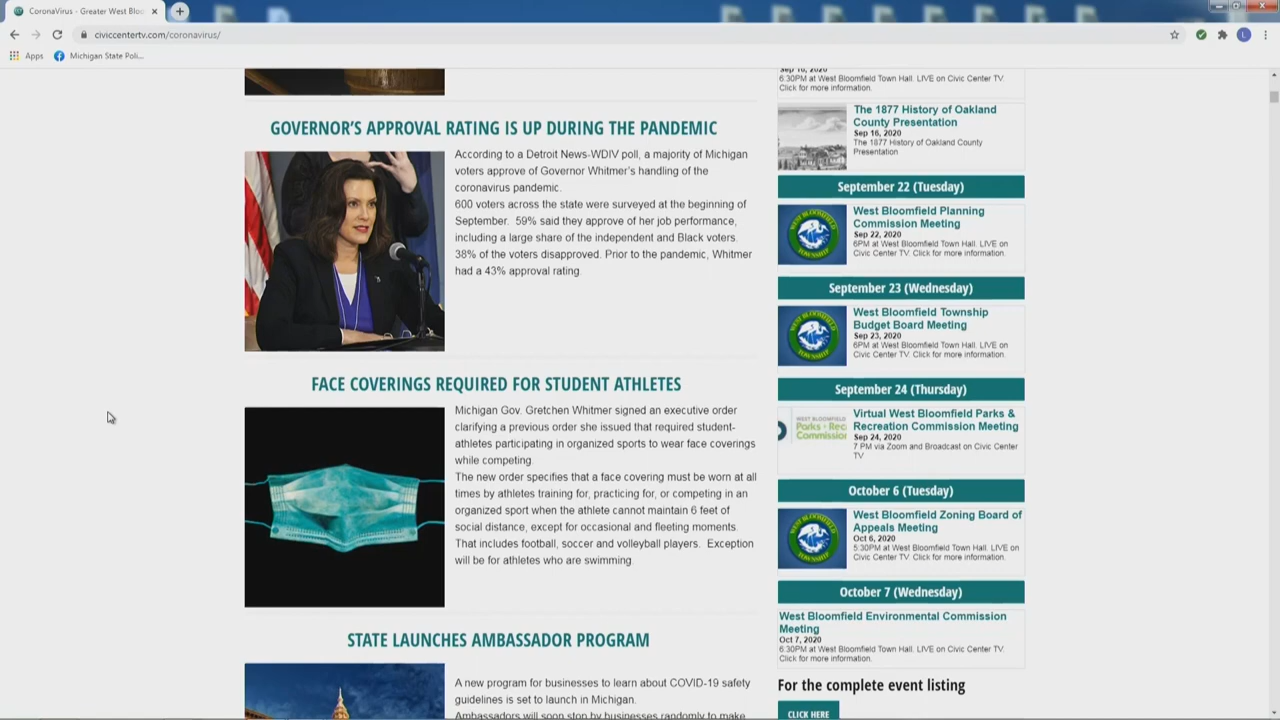 CoronaVirus - Greater West Bloo
civiccentertv.com/coronavirus/
L
Apps
Michigan State Poli...
GOVERNOR'S APPROVAL RATING IS UP DURING THE PANDEMIC
According to a Detroit News-WDIV poll, a majority of Michigan
voters approve of Governor Whitmer's handling of the
coronavirus pandemic.
600 voters across the state were surveyed at the beginning of
September. 59% said they approve of her job performance,
including a large share of the independent and Black voters.
38% of the voters disapproved. Prior to the pandemic, Whitmer
had a 43% approval rating.
FACE COVERINGS REQUIRED FOR STUDENT ATHLETES
Michigan Gov. Gretchen Whitmer signed an executive order
clarifying a previous order she issued that required student-
athletes participating in organized sports to wear face coverings
while competing.
The new order specifies that a face covering must be worn at all
times by athletes training for, practicing for, or competing in an
organized sport when the athlete cannot maintain 6 feet of
social distance, except for occasional and fleeting moments.
That includes football, soccer and volleyball players. Exception
will be for athletes who are swimming.
STATE LAUNCHES AMBASSADOR PROGRAM
A new program for businesses to learn about COVID-19 safety
guidelines is set to launch in Michigan.
Ambassadors will soon stop by businesses randomly to make
Sep 16, 2020
6:30PM at West Bloomfield Town Hall. LIVE on Civic Center TV.
Click for more information.
The 1877 History of Oakland
County Presentation
Sep 16, 2020
The 1877 History of Oakland County
Presentation
September 22 (Tuesday)
WEST BLOOMFIELD
TOWNSHIP
West Bloomfield Planning
Commission Meeting
Sep 22, 2020
6PM at West Bloomfield Town Hall. LIVE on
Civic Center TV. Click for more information.
September 23 (Wednesday)
WEST BLOOMFIELD
TOWNSHIP
West Bloomfield Township
Budget Board Meeting
Sep 23, 2020
6PM at West Bloomfield Town Hall. LIVE on
Civic Center TV. Click for more information.
September 24 (Thursday)
WEST BLOOMFIELD
Parks + Rec
Commission
Virtual West Bloomfield Parks &
Recreation Commission Meeting
Sep 24, 2020
7 PM via Zoom and Broadcast on Civic Center
TV
October 6 (Tuesday)
WEST BLOOMFIELD
TOWNSHIP
West Bloomfield Zoning Board of
Appeals Meeting
Oct 6, 2020
5:30PM at West Bloomfield Town Hall. LIVE on
Civic Center TV. Click for more information.
October 7 (Wednesday)
West Bloomfield Environmental Commission
Meeting
Oct 7, 2020
6:30PM at West Bloomfield Town Hall. LIVE on Civic Center TV.
Click for more information.
For the complete event listing
CLICK HERE